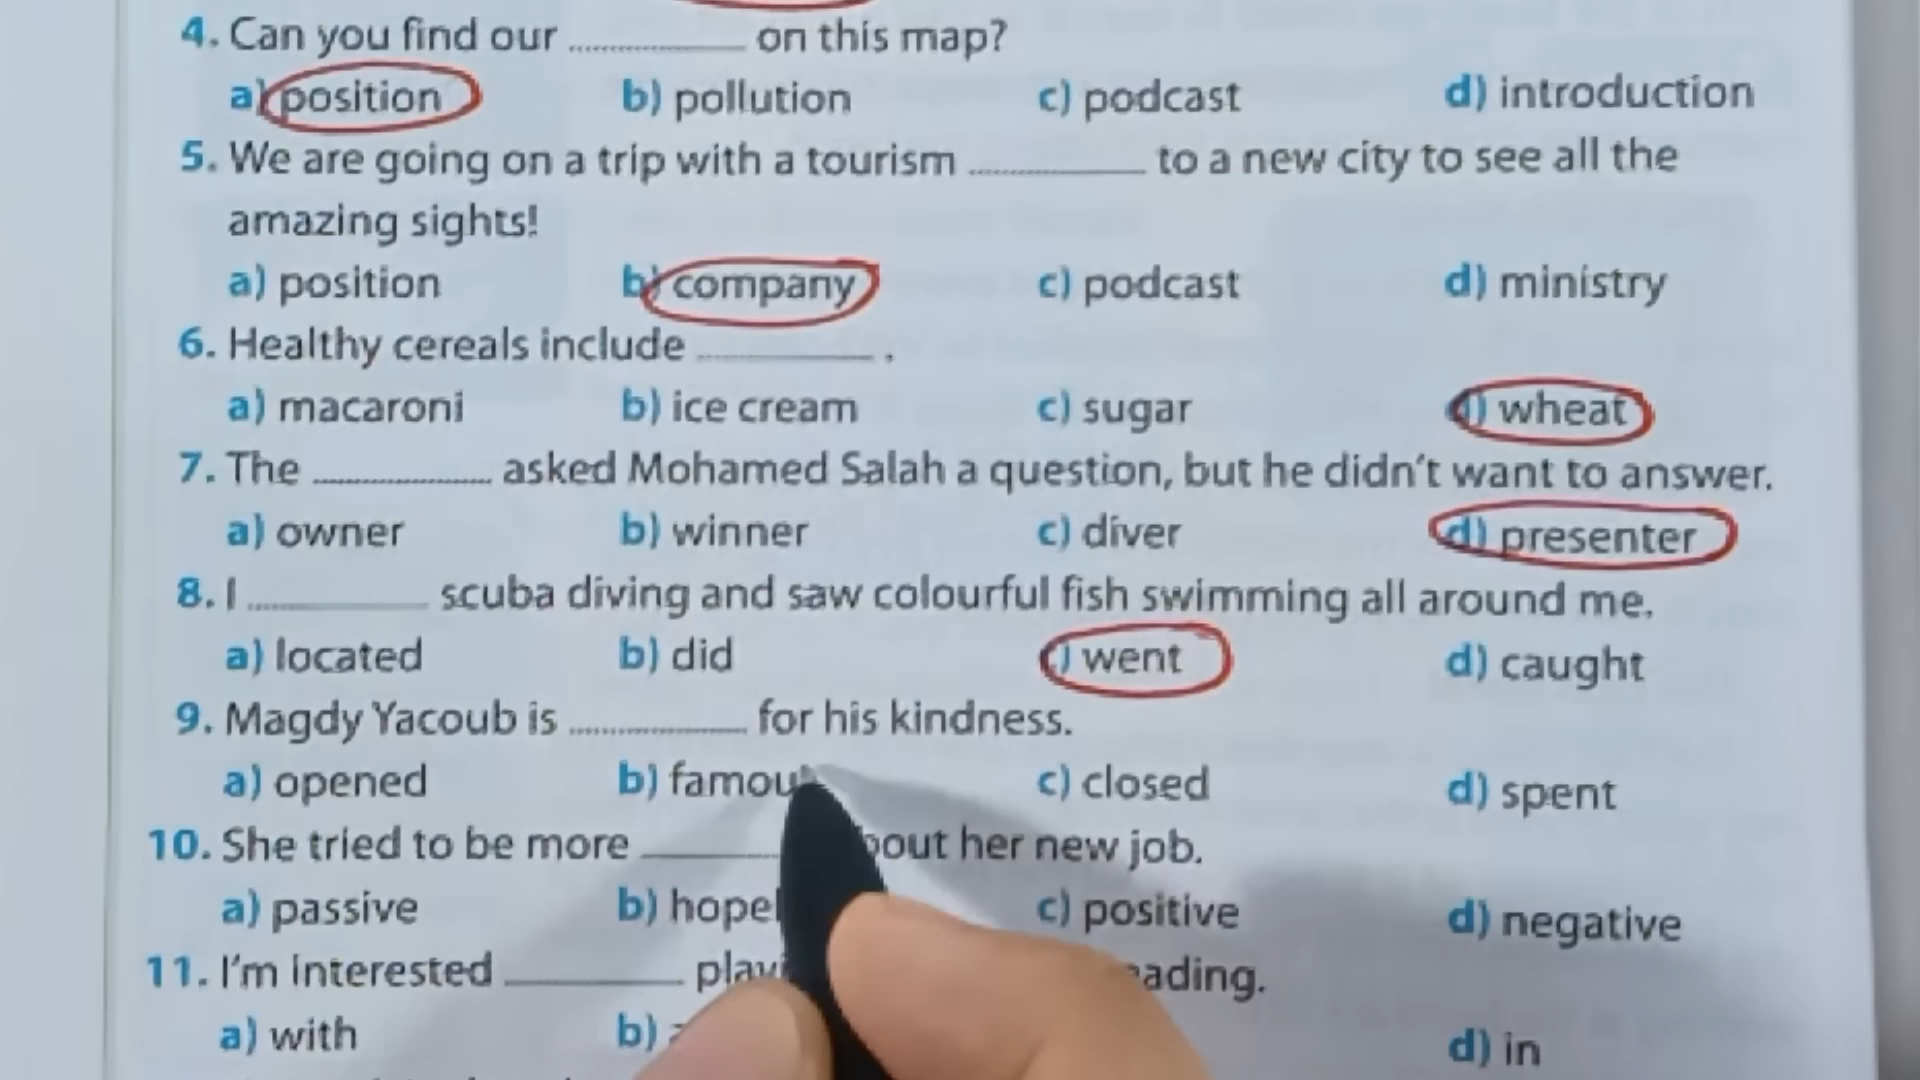 4. Can you find our ............... on this map?
a) position b) pollution c) podcast d) introduction
5. We are going on a trip with a tourism ............... to a new city to see all the
amazing sights!
a) position b) company c) podcast d) ministry
6. Healthy cereals include ............... .
a) macaroni b) ice cream c) sugar d) wheat
7. The ............... asked Mohamed Salah a question, but he didn't want to answer.
a) owner b) winner c) diver d) presenter
8. I ............... scuba diving and saw colourful fish swimming all around me.
a) located b) did c) went d) caught
9. Magdy Yacoub is ............... for his kindness.
a) opened b) famou c) closed d) spent
10. She tried to be more ............... bout her new job.
a) passive b) hope c) positive d) negative
11. I'm interested ............... play ading.
a) with b) d) in